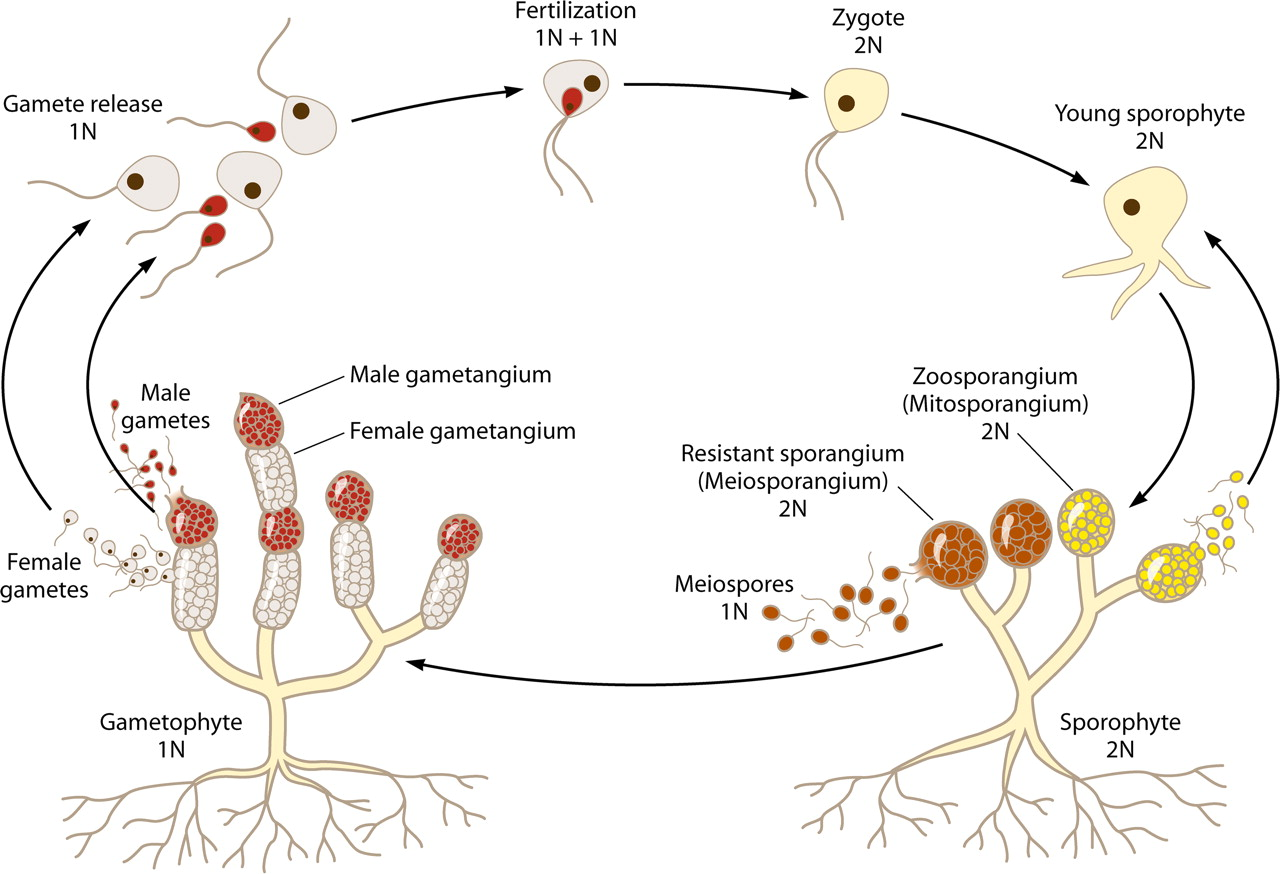 Fertilization
1N + 1N
Zygote
2N
Gamete release
1N
Young sporophyte
2N
Male gametangium
Female gametangium
Male
gametes
Female
gametes
Zoosporangium
(Mitosporangium)
2N
Resistant sporangium
(Meiosporangium)
2N
Meiospores
1N
Gametophyte
1N
Sporophyte
2N